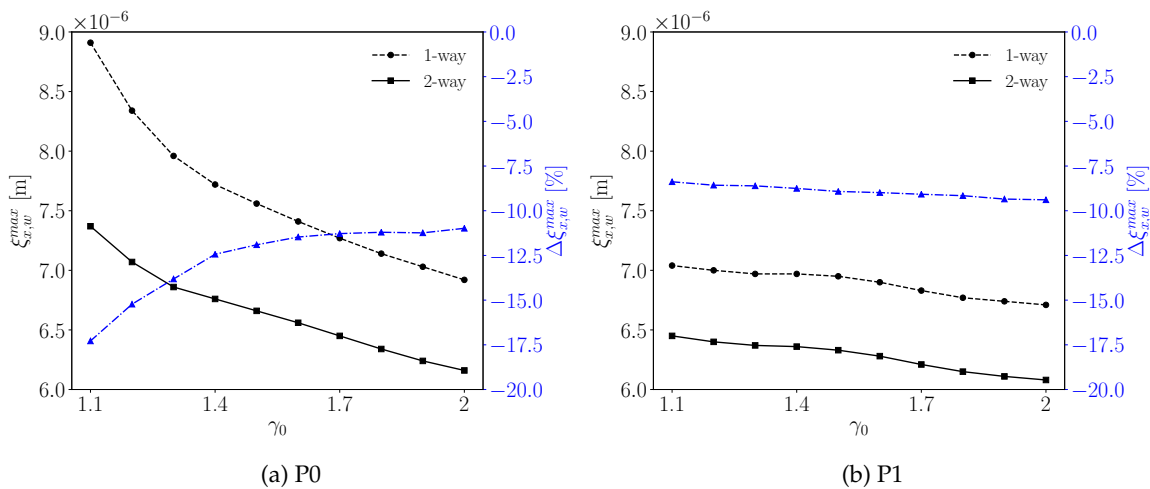 ×10⁻⁶
9.0
8.5
8.0
7.5
7.0
6.5
6.0
ξ_{x,w}^{max} [m]
1.1 1.4 1.7 2
γ₀
1-way
2-way
0.0
−2.5
−5.0
−7.5
−10.0
−12.5
−15.0
−17.5
−20.0
Δξ_{x,w}^{max} [%]
(a) P0
×10⁻⁶
9.0
8.5
8.0
7.5
7.0
6.5
6.0
ξ_{x,w}^{max} [m]
1.1 1.4 1.7 2
γ₀
1-way
2-way
0.0
−2.5
−5.0
−7.5
−10.0
−12.5
−15.0
−17.5
−20.0
Δξ_{x,w}^{max} [%]
(b) P1